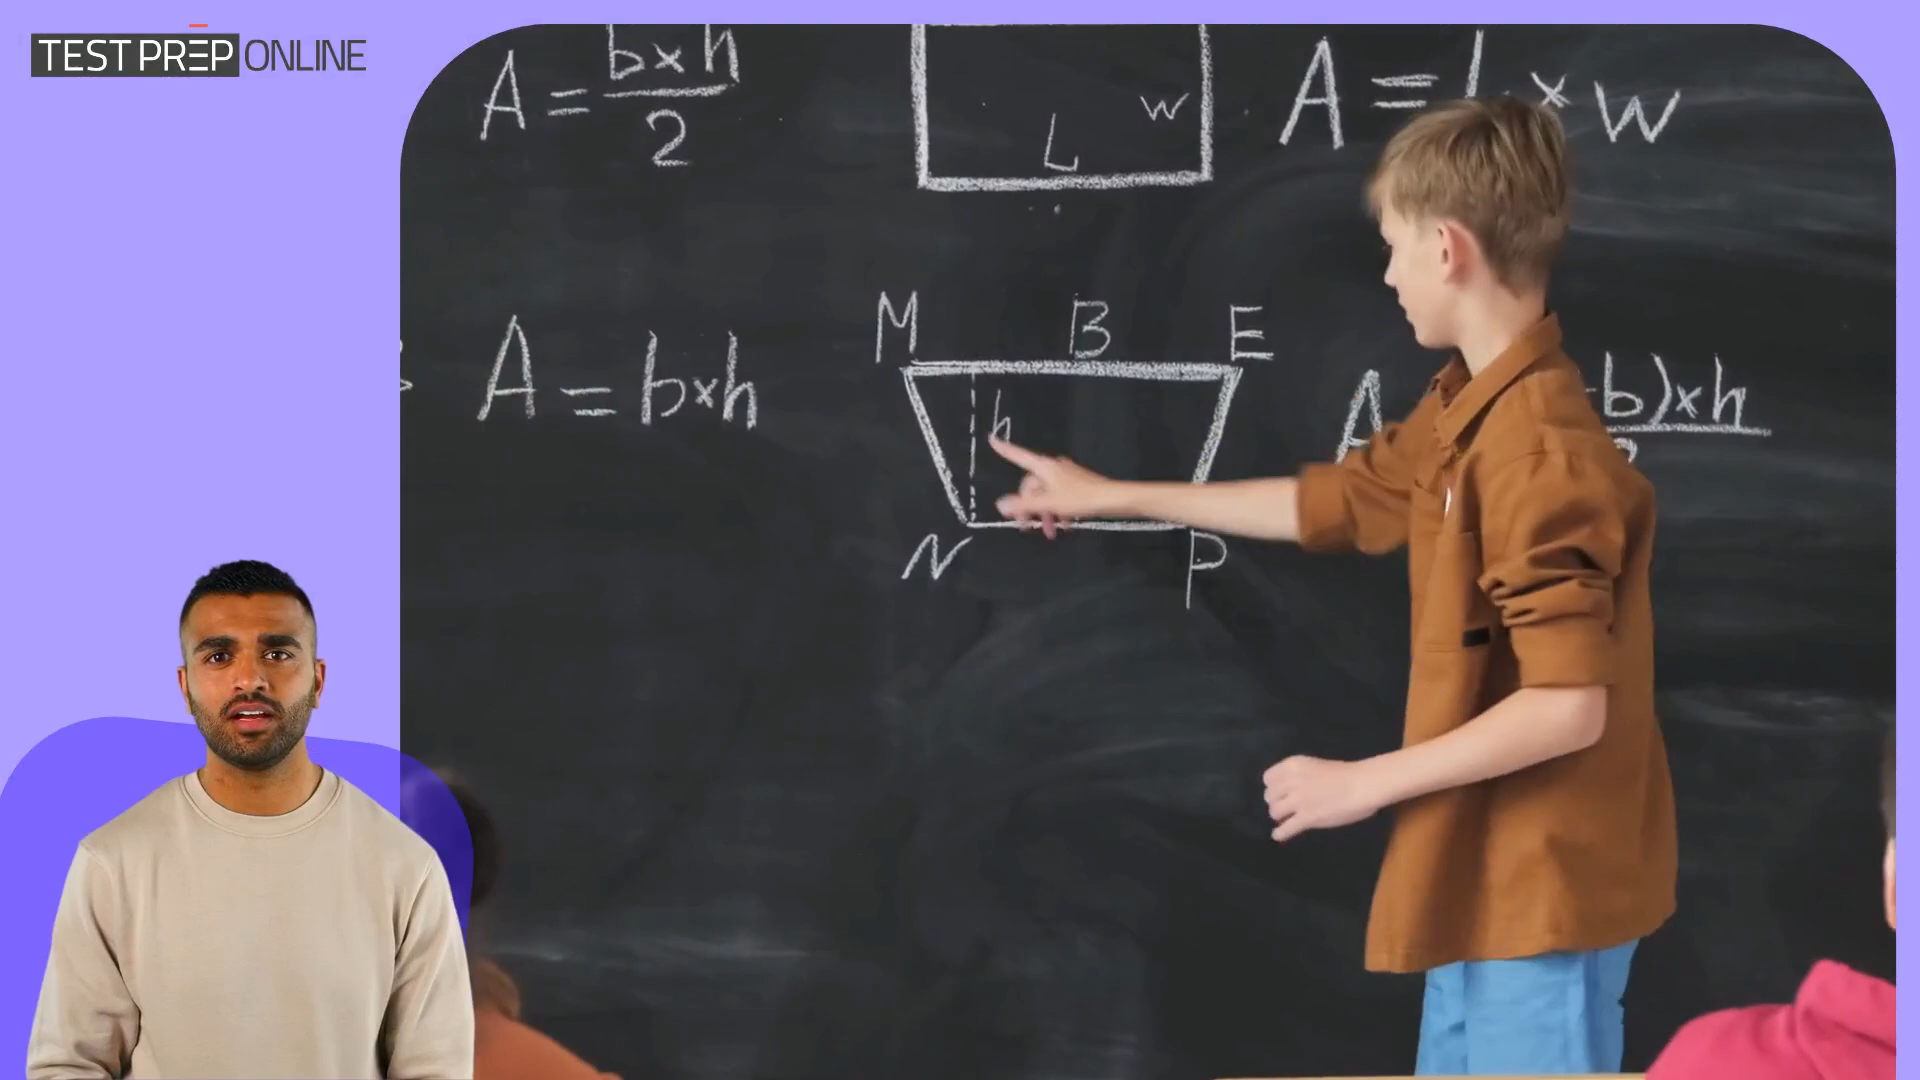 TEST PREP ONLINE
A = b×h
2
L
W
A = L × W
M B E
A = b×h
h
A
b)×h
N P